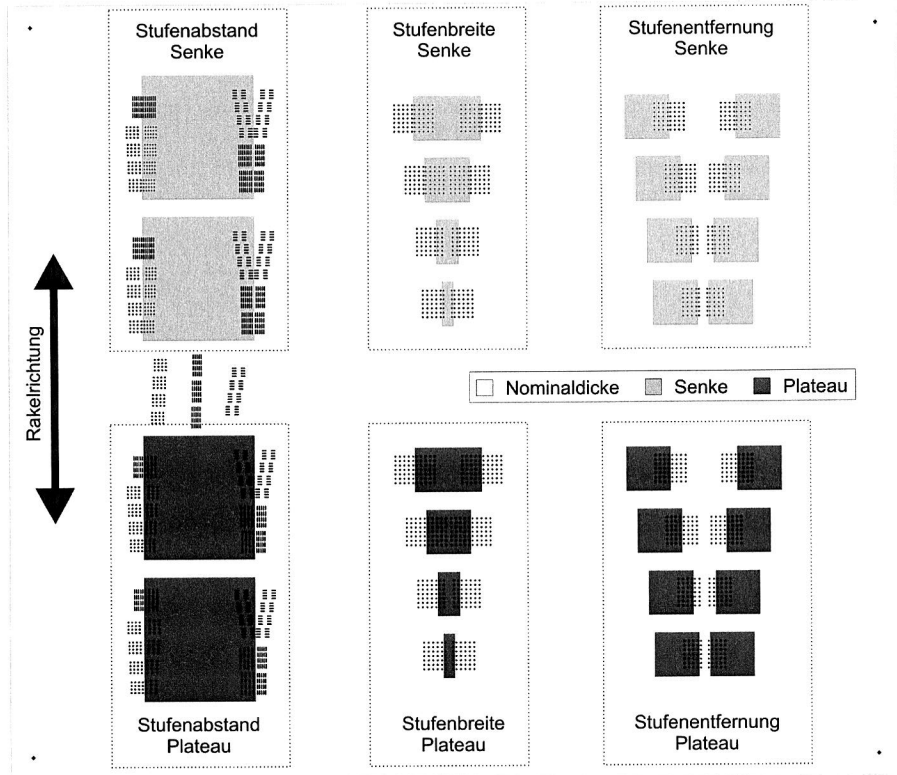 Stufenabstand
Senke
Stufenbreite
Senke
Stufenentfernung
Senke
Rakelrichtung
Nominaldicke
Senke
Plateau
Stufenabstand
Plateau
Stufenbreite
Plateau
Stufenentfernung
Plateau